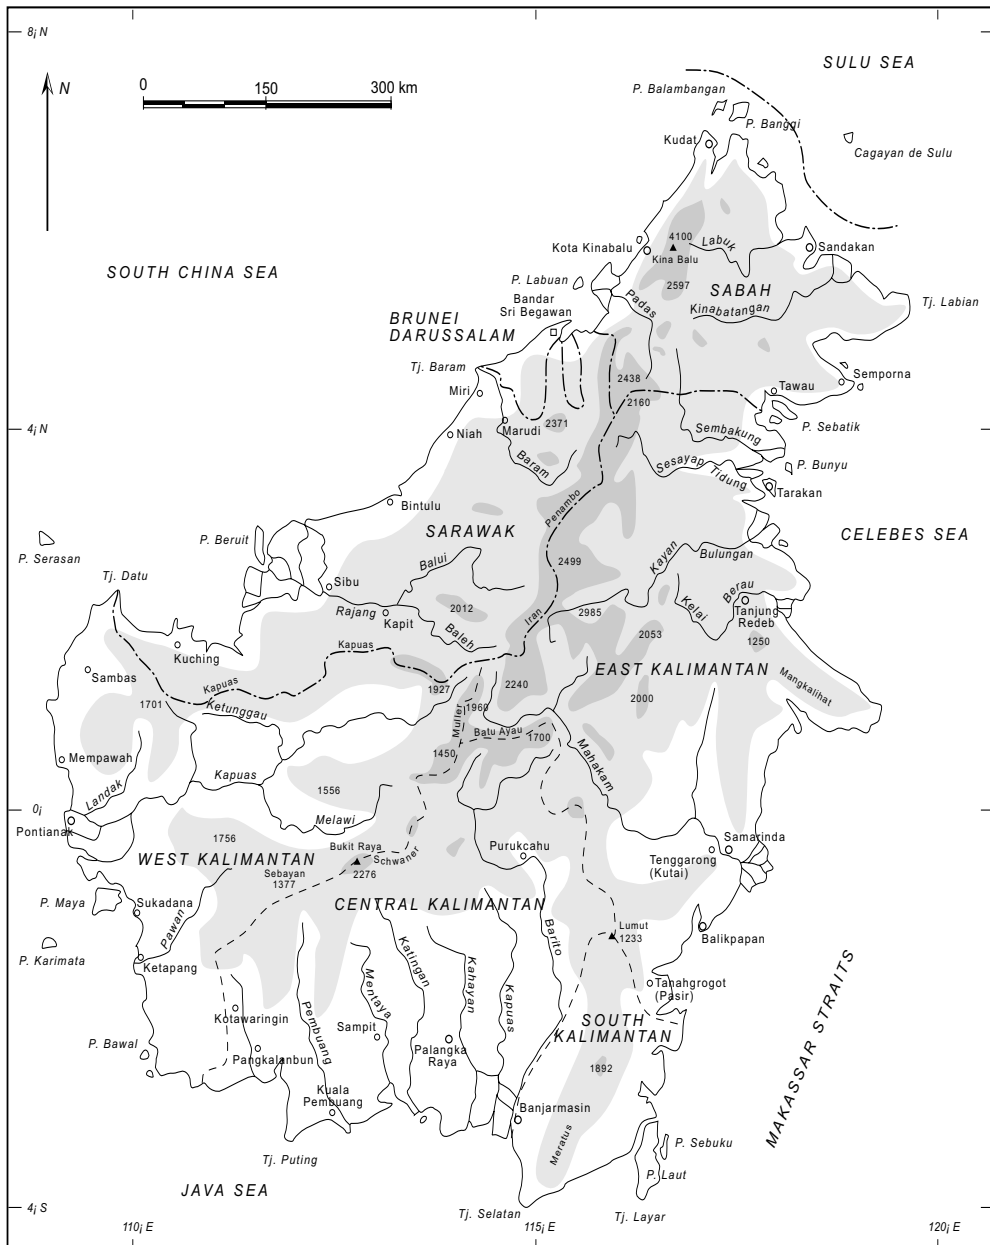 8¡ N
SULU SEA
0
150
300 km
N
P. Balambangan
P. Banggi
Kudat
Cagayan de Sulu
4100
Kina Balu
Kota Kinabalu
Labuk
Sandakan
SOUTH CHINA SEA
P. Labuan
2597
SABAH
Padas
Kinabatangan
Tj. Labian
Bandar
Sri Begawan
BRUNEI
DARUSSALAM
Tj. Baram
Miri
2438
2160
Semporna
Tawau
4¡ N
Niah
Marudi
2371
Sembakung
P. Sebatik
Baram
Sesayap
Tidung
P. Bunyu
Tarakan
Bintulu
Penambo
SARAWAK
CELEBES SEA
P. Serasan
P. Beruit
Balui
2499
Kayan
Bulungan
Tj. Datu
Sibu
Rajang
Kapit
2012
Baleh
Iran
2985
Kelai
Berau
Tanjung
Redeb
2053
1250
Kuching
Kapuas
Sambas
Kapuas
EAST KALIMANTAN
Mangkalihat
1701
Ketunggau
1927
2240
1960
2000
Muller
Batu Ayau
1700
Mempawah
1450
Mahakam
Kapuas
Landak
1556
0¡
Melawi
Pontianak
1756
Bukit Raya
Schwaner
Purukcahu
Samarinda
WEST KALIMANTAN
Tenggarong
(Kutai)
Sebayan
1377
2276
P. Maya
Sukadana
CENTRAL KALIMANTAN
Pawan
Barito
Lumut
1233
Balikpapan
P. Karimata
Ketapang
Katingan
Kahayan
Mentaya
Kapuas
Tanahgrogot
(Pasir)
Kotawaringin
Pembuang
Sampit
SOUTH
KALIMANTAN
P. Bawal
Pangkalanbun
Palangka
Raya
1892
MAKASSAR STRAITS
Kuala
Pembuang
Banjarmasin
Meratus
P. Sebuku
Tj. Puting
P. Laut
JAVA SEA
4¡ S
Tj. Selatan
Tj. Layar
110¡ E
115¡ E
120¡ E